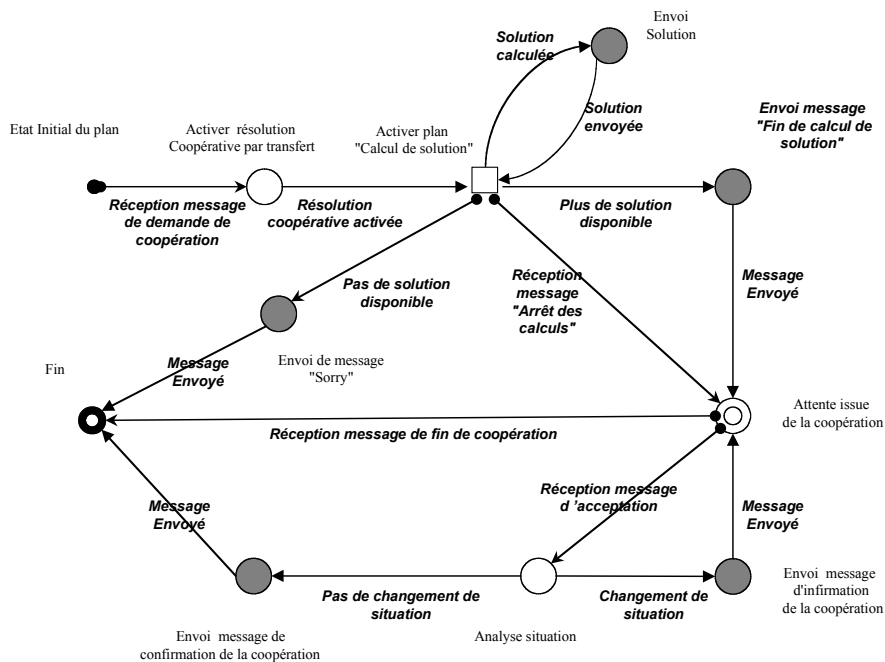 Envoi
Solution
Solution
calculée
Solution
envoyée
Envoi message
"Fin de calcul de
solution"
Etat Initial du plan
Activer résolution
Coopérative par transfert
Activer plan
"Calcul de solution"
Réception message
de demande de
coopération
Résolution
coopérative activée
Plus de solution
disponible
Pas de solution
disponible
Réception
message
"Arrêt des
calculs"
Message
Envoyé
Fin
Message
Envoyé
Envoi de message
"Sorry"
Attente issue
de la coopération
Réception message de fin de coopération
Réception message
d 'acceptation
Message
Envoyé
Message
Envoyé
Pas de changement de
situation
Changement de
situation
Envoi message
d'infirmation
de la coopération
Envoi message de
confirmation de la coopération
Analyse situation